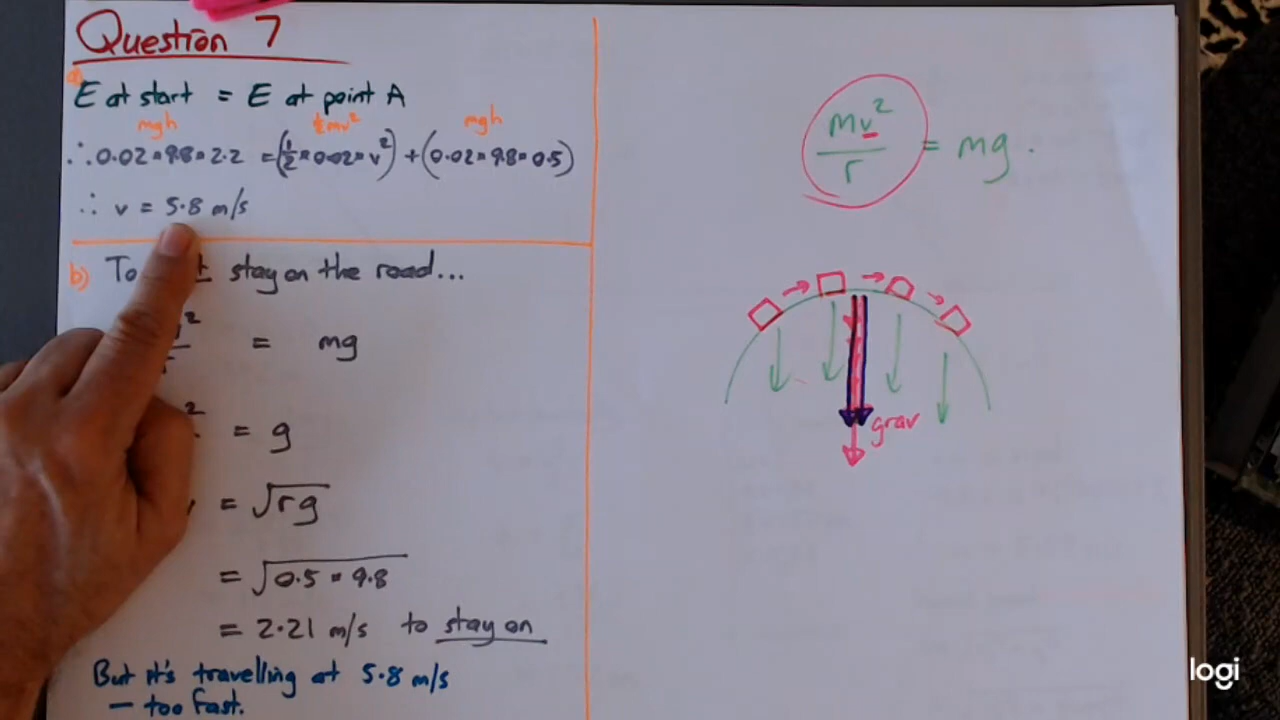 Question 7
a)
E at start = E at point A
mgh ½mv² mgh
∴ 0.02×9.8×2.2 = (½×0.02×v²) + (0.02×9.8×0.5)
∴ v = 5.8 m/s
b) To stay on the road...
² = mg
² = g
= √rg
= √0.5×9.8
= 2.21 m/s to stay on
But it's travelling at 5.8 m/s
– too fast.
mv²/r = mg.
grav
logi